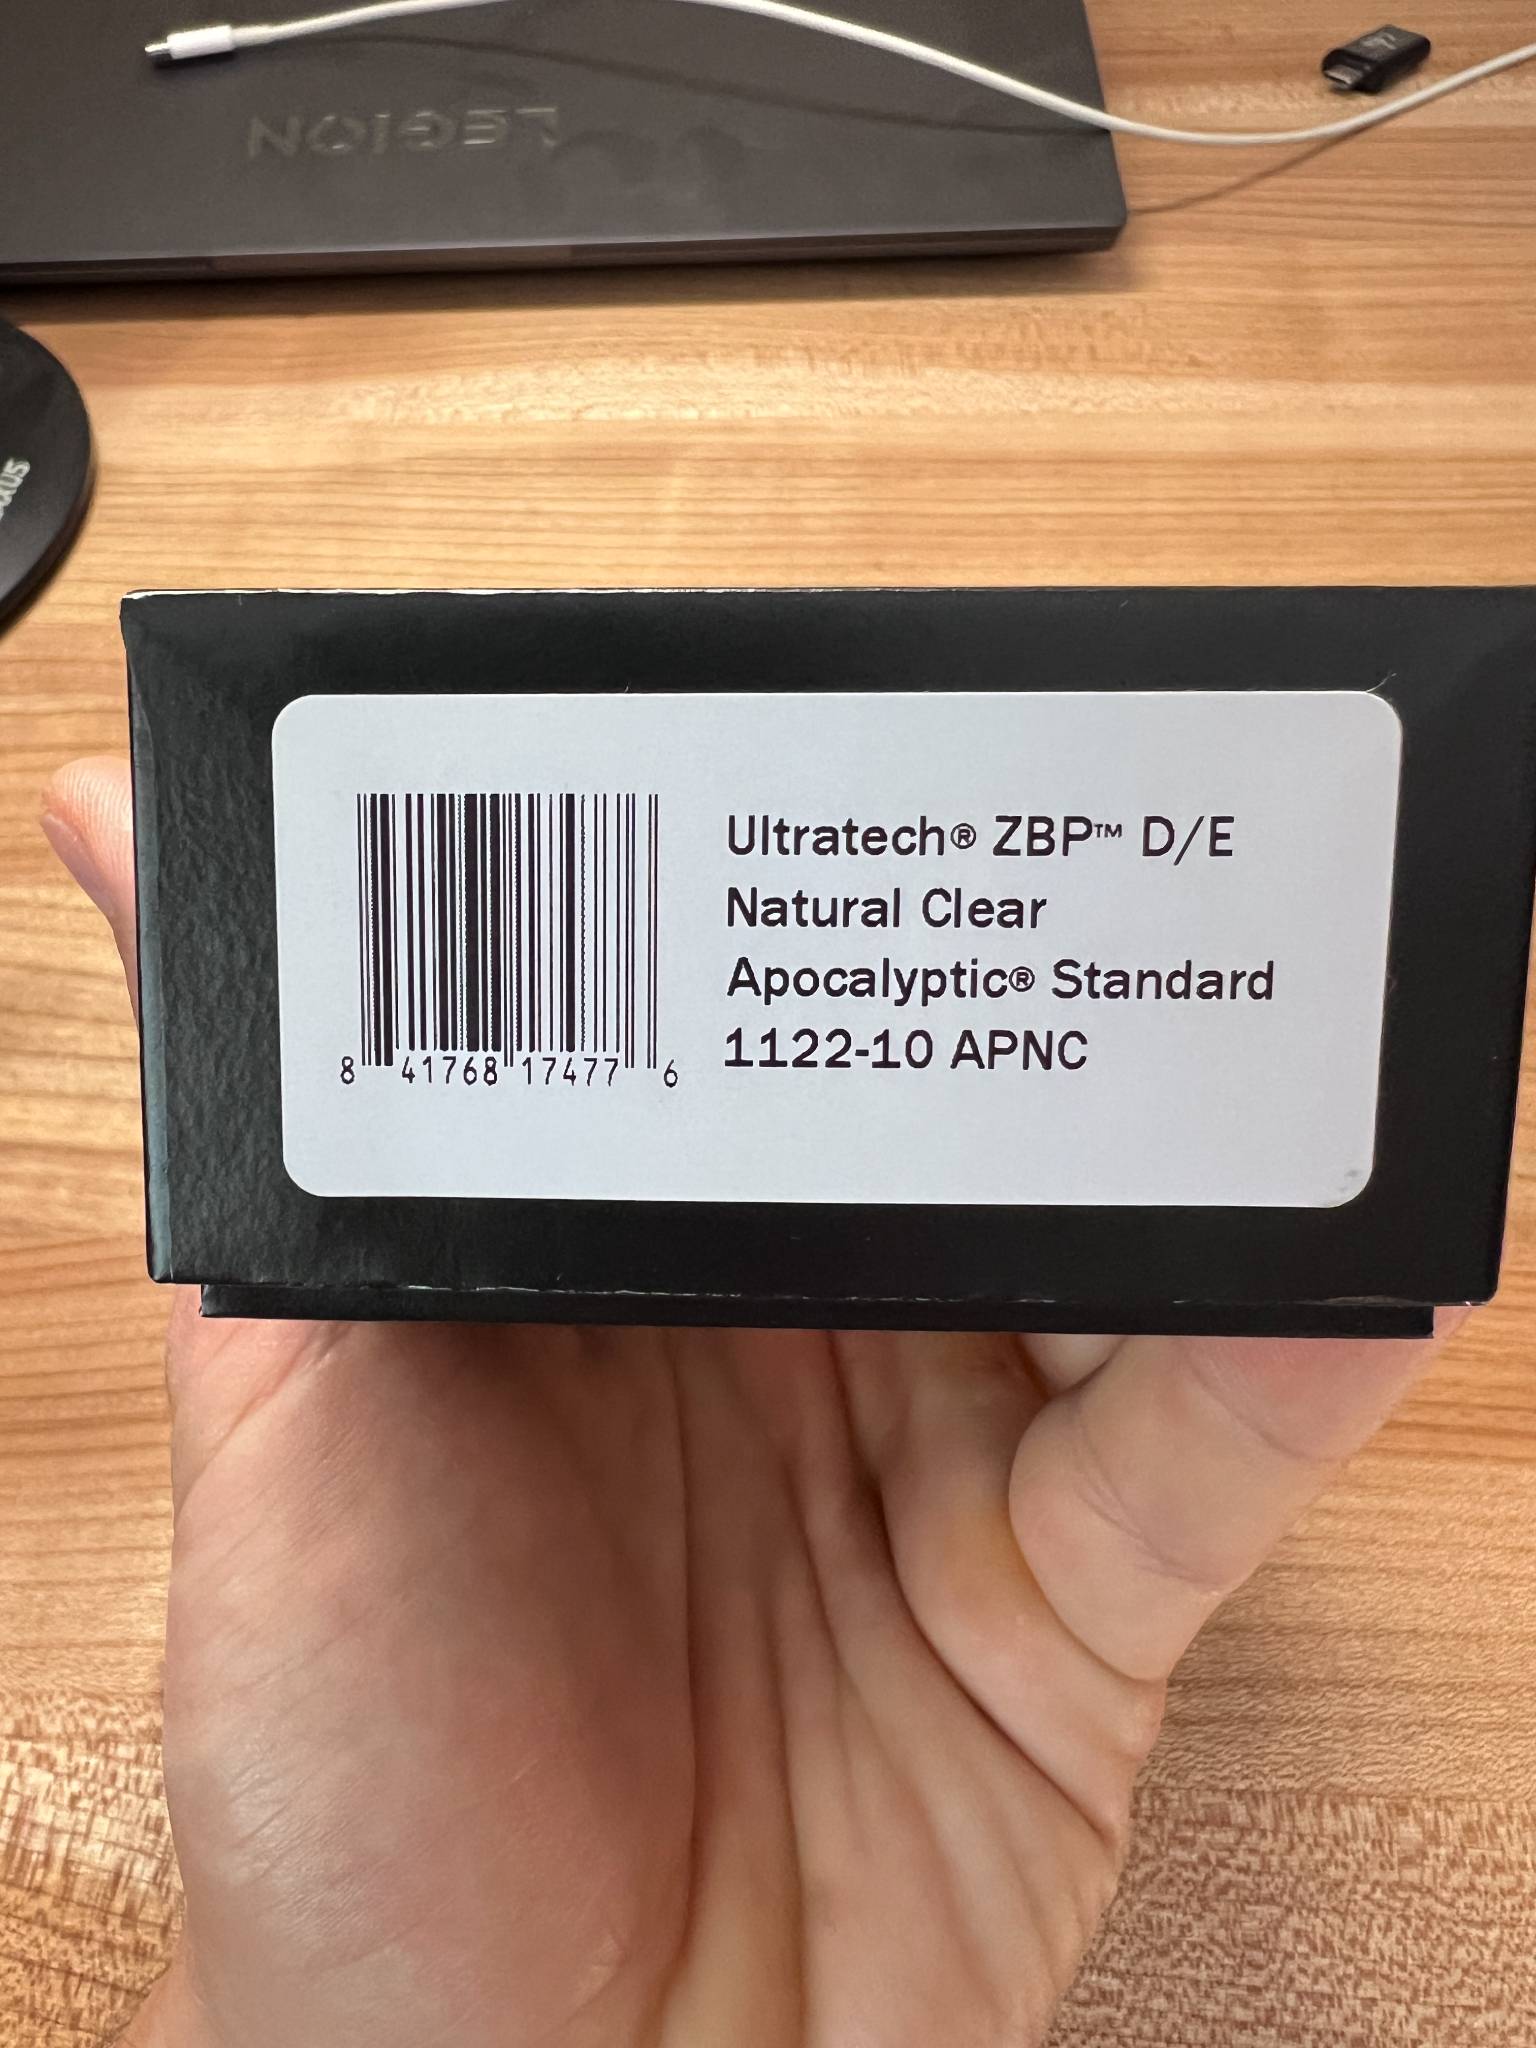 LEGION
Ultratech® ZBP™ D/E
Natural Clear
Apocalyptic® Standard
1122-10 APNC
8 41768 17477 6